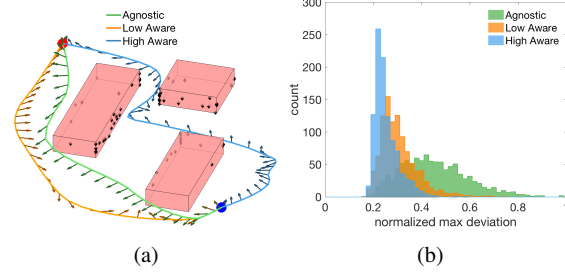 Agnostic
Low Aware
High Aware
(a)
300
250
200
150
100
50
0
count
0
0.2
0.4
0.6
0.8
1
normalized max deviation
Agnostic
Low Aware
High Aware
(b)